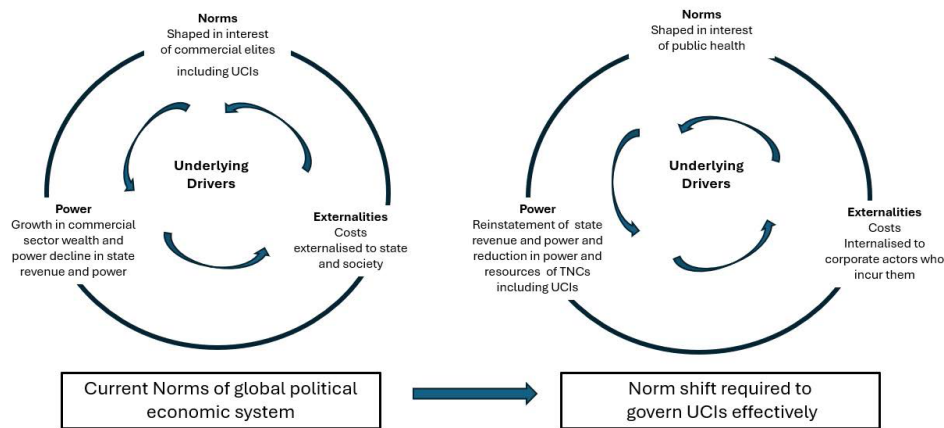 Norms
Shaped in interest
of commercial elites
including UCIs
Underlying
Drivers
Power
Growth in commercial
sector wealth and
power decline in state
revenue and power
Externalities
Costs
externalised to state
and society
Current Norms of global political
economic system
Norms
Shaped in interest
of public health
Underlying
Drivers
Power
Reinstatement of state
revenue and power and
reduction in power and
resources of TNCs
including UCIs
Externalities
Costs
Internalised to
corporate actors who
incur them
Norm shift required to
govern UCIs effectively